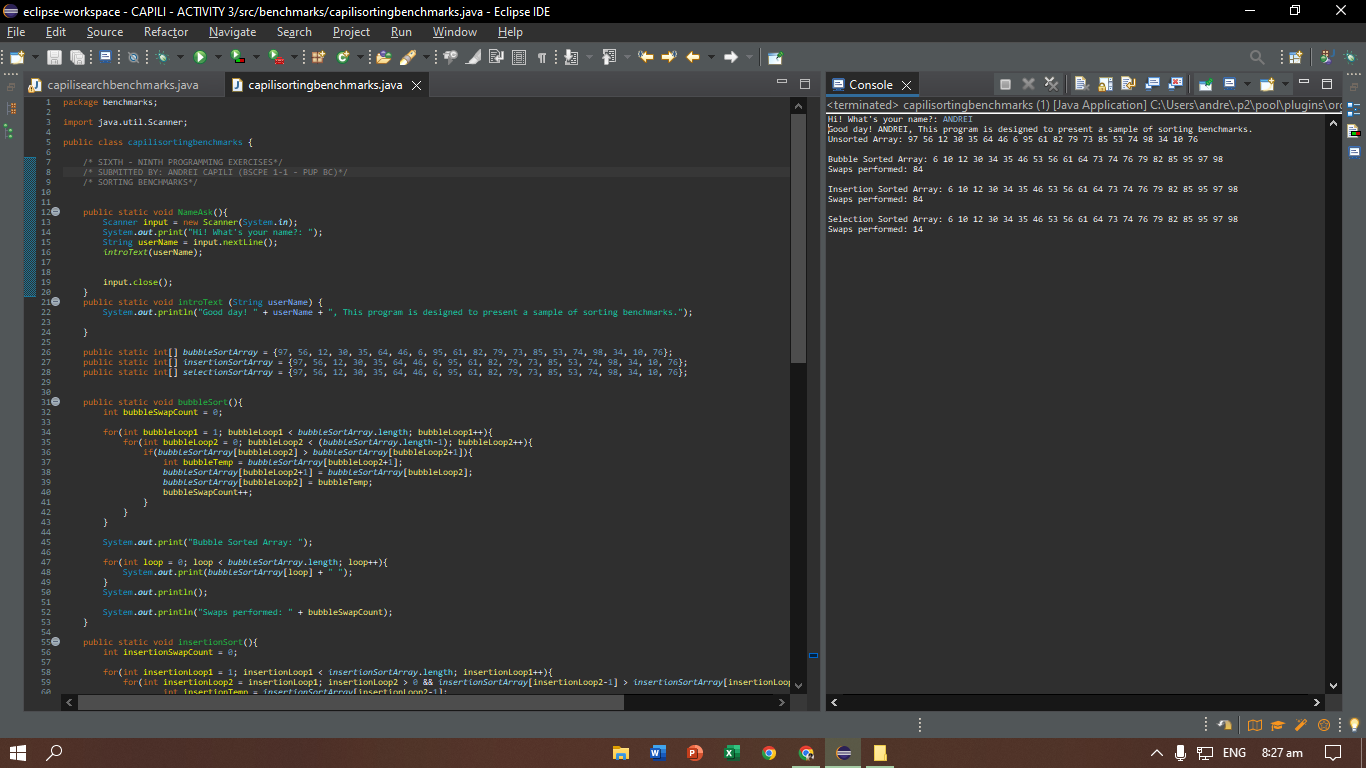 eclipse-workspace - CAPILI - ACTIVITY 3/src/benchmarks/capilisortingbenchmarks.java - Eclipse IDE
File Edit Source Refactor Navigate Search Project Run Window Help
capilisearchbenchmarks.java capilisortingbenchmarks.java
1 package benchmarks;
2
3 import java.util.Scanner;
4
5 public class capilisortingbenchmarks {
6
7 /* SIXTH - NINTH PROGRAMMING EXERCISES*/
8 /* SUBMITTED BY: ANDREI CAPILI (BSCPE 1-1 - PUP BC)*/
9 /* SORTING BENCHMARKS*/
10
11
12 public static void NameAsk(){
13 Scanner input = new Scanner(System.in);
14 System.out.print("Hi! What's your name?: ");
15 String userName = input.nextLine();
16 introText(userName);
17
18
19 input.close();
20 }
21 public static void introText (String userName) {
22 System.out.println("Good day! " + userName + ", This program is designed to present a sample of sorting benchmarks.");
23
24 }
25
26 public static int[] bubbleSortArray = {97, 56, 12, 30, 35, 64, 46, 6, 95, 61, 82, 79, 73, 85, 53, 74, 98, 34, 10, 76};
27 public static int[] insertionSortArray = {97, 56, 12, 30, 35, 64, 46, 6, 95, 61, 82, 79, 73, 85, 53, 74, 98, 34, 10, 76};
28 public static int[] selectionSortArray = {97, 56, 12, 30, 35, 64, 46, 6, 95, 61, 82, 79, 73, 85, 53, 74, 98, 34, 10, 76};
29
30
31 public static void bubbleSort(){
32 int bubbleSwapCount = 0;
33
34 for(int bubbleLoop1 = 1; bubbleLoop1 < bubbleSortArray.length; bubbleLoop1++){
35 for(int bubbleLoop2 = 0; bubbleLoop2 < (bubbleSortArray.length-1); bubbleLoop2++){
36 if(bubbleSortArray[bubbleLoop2] > bubbleSortArray[bubbleLoop2+1]){
37 int bubbleTemp = bubbleSortArray[bubbleLoop2+1];
38 bubbleSortArray[bubbleLoop2+1] = bubbleSortArray[bubbleLoop2];
39 bubbleSortArray[bubbleLoop2] = bubbleTemp;
40 bubbleSwapCount++;
41 }
42 }
43 }
44
45 System.out.print("Bubble Sorted Array: ");
46
47 for(int loop = 0; loop < bubbleSortArray.length; loop++){
48 System.out.print(bubbleSortArray[loop] + " ");
49 }
50 System.out.println();
51
52 System.out.println("Swaps performed: " + bubbleSwapCount);
53 }
54
55 public static void insertionSort(){
56 int insertionSwapCount = 0;
57
58 for(int insertionLoop1 = 1; insertionLoop1 < insertionSortArray.length; insertionLoop1++){
59 for(int insertionLoop2 = insertionLoop1; insertionLoop2 > 0 && insertionSortArray[insertionLoop2-1] > insertionSortArray[insertionLoop
60 int insertionTemp = insertionSortArray[insertionLoop2-1];
Console
<terminated> capilisortingbenchmarks (1) [Java Application] C:\Users\andre\.p2\pool\plugins\org
Hi! What's your name?: ANDREI
Good day! ANDREI, This program is designed to present a sample of sorting benchmarks.
Unsorted Array: 97 56 12 30 35 64 46 6 95 61 82 79 73 85 53 74 98 34 10 76
Bubble Sorted Array: 6 10 12 30 34 35 46 53 56 61 64 73 74 76 79 82 85 95 97 98
Swaps performed: 84
Insertion Sorted Array: 6 10 12 30 34 35 46 53 56 61 64 73 74 76 79 82 85 95 97 98
Swaps performed: 84
Selection Sorted Array: 6 10 12 30 34 35 46 53 56 61 64 73 74 76 79 82 85 95 97 98
Swaps performed: 14
ENG 8:27 am